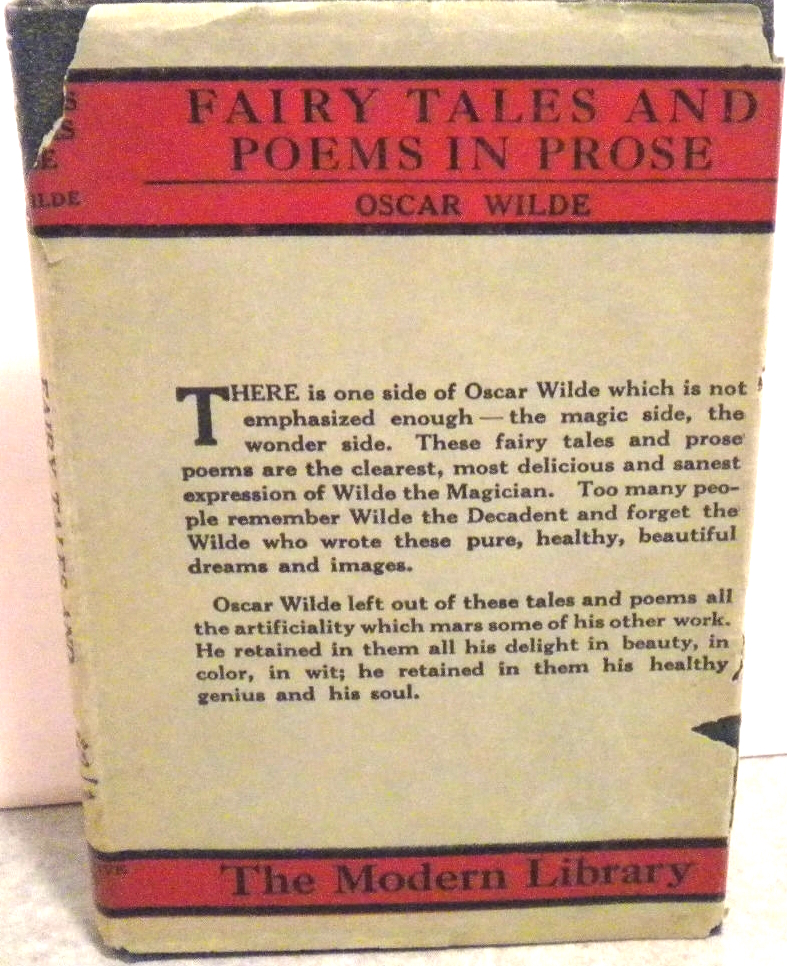 FAIRY TALES AND
POEMS IN PROSE
OSCAR WILDE
THERE is one side of Oscar Wilde which is not
emphasized enough — the magic side, the
wonder side. These fairy tales and prose
poems are the clearest, most delicious and sanest
expression of Wilde the Magician. Too many peo-
ple remember Wilde the Decadent and forget the
Wilde who wrote these pure, healthy, beautiful
dreams and images.
Oscar Wilde left out of these tales and poems all
the artificiality which mars some of his other work.
He retained in them all his delight in beauty, in
color, in wit; he retained in them his healthy
genius and his soul.
The Modern Library
S
S
E
ILDE
FAIRY TALES AND